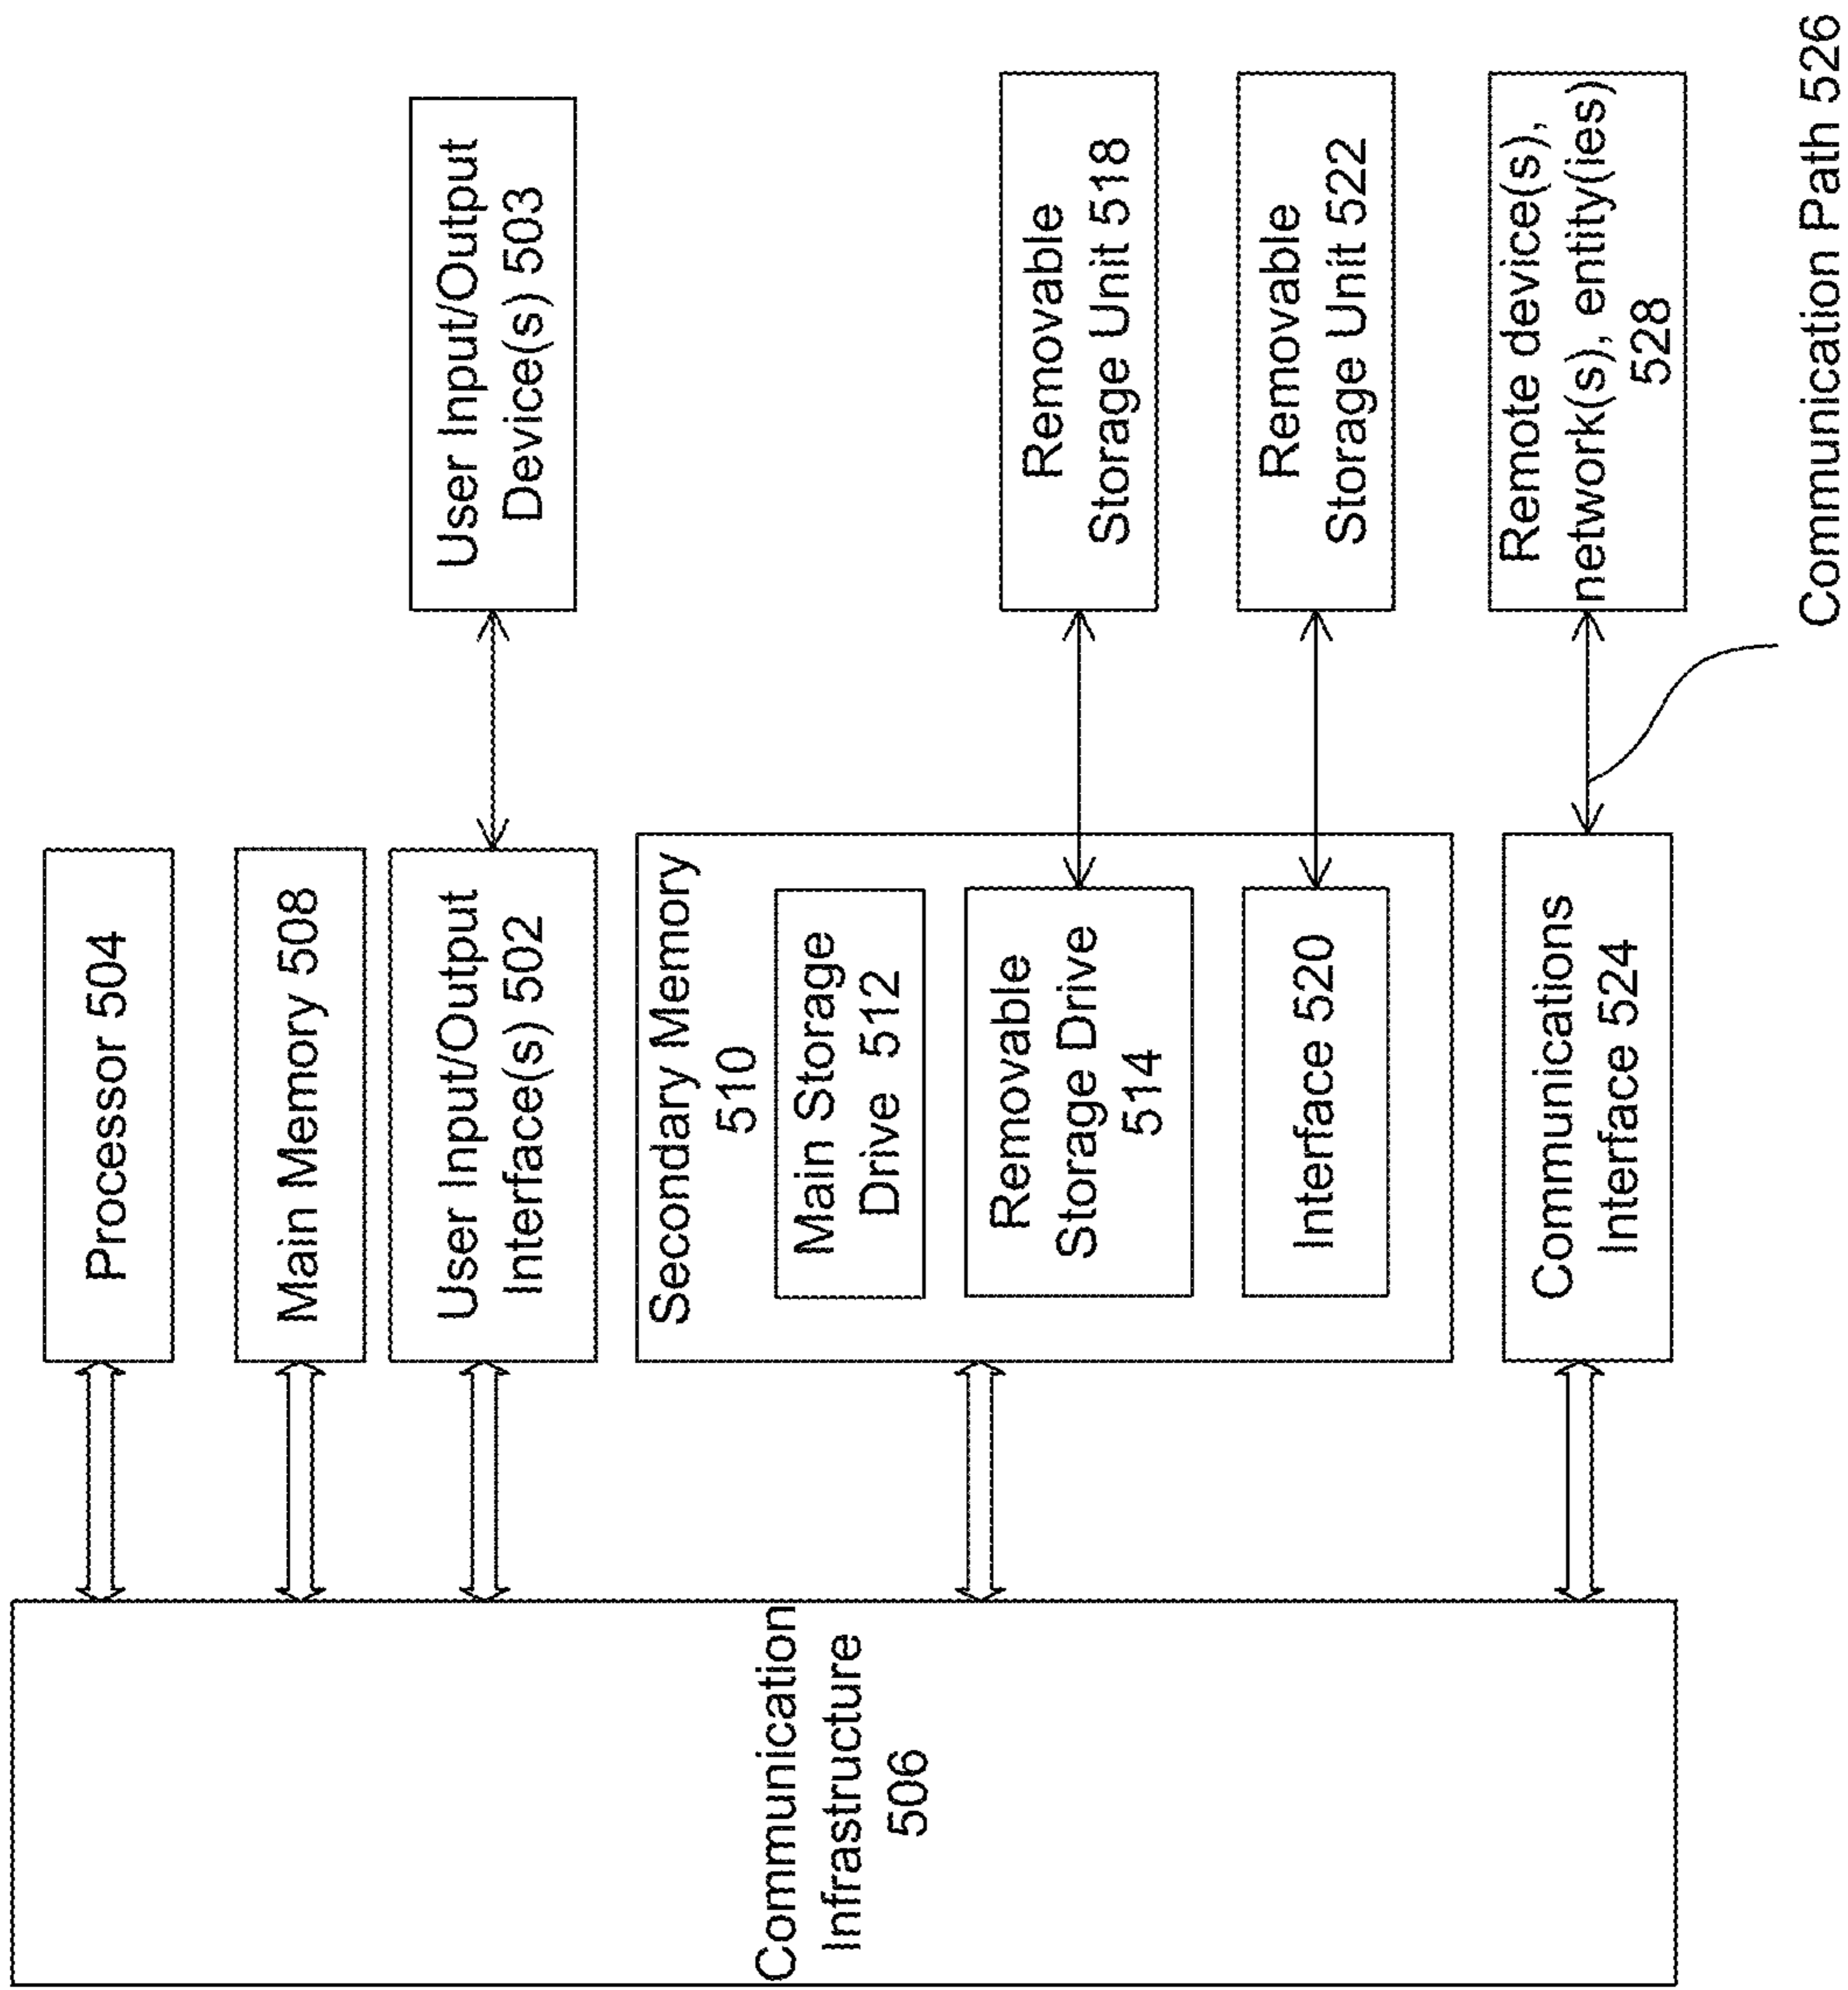 Processor 504
Main Memory 508
User Input/Output
Interface(s) 502
User Input/Output
Device(s) 503
Secondary Memory
510
Main Storage
Drive 512
Removable
Storage Drive
514
Removable
Storage Unit 518
Interface 520
Removable
Storage Unit 522
Communications
Interface 524
Remote device(s),
network(s), entity(ies)
528
Communication Path 526
Communication
Infrastructure
506